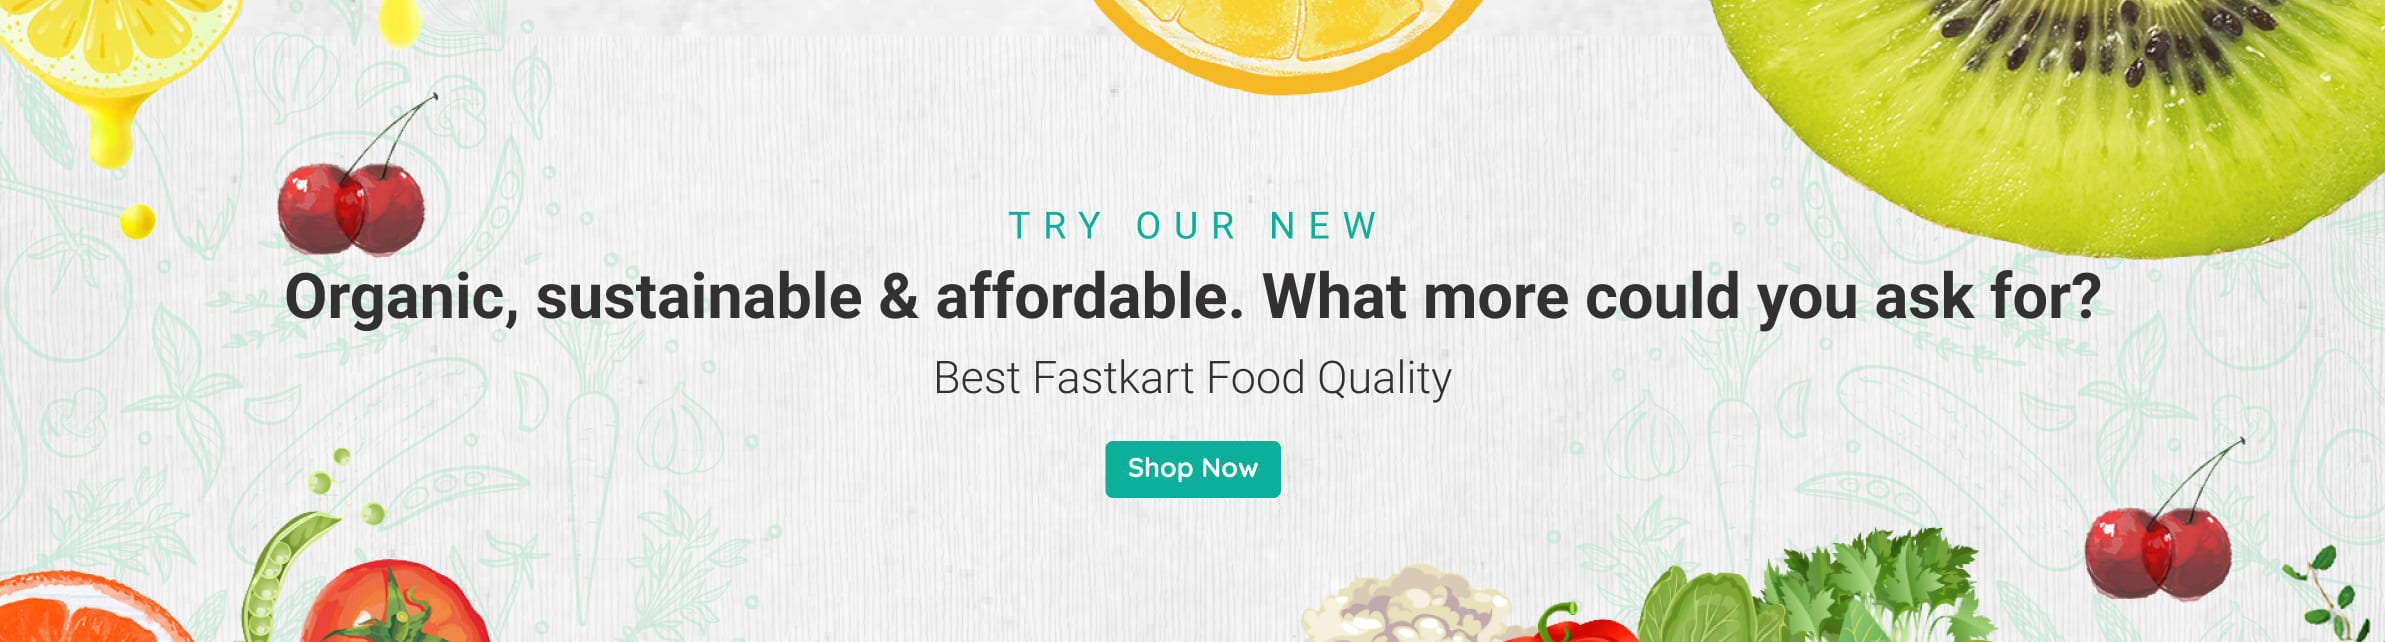 TRY OUR NEW
Organic, sustainable & affordable. What more could you ask for?
Best Fastkart Food Quality
Shop Now